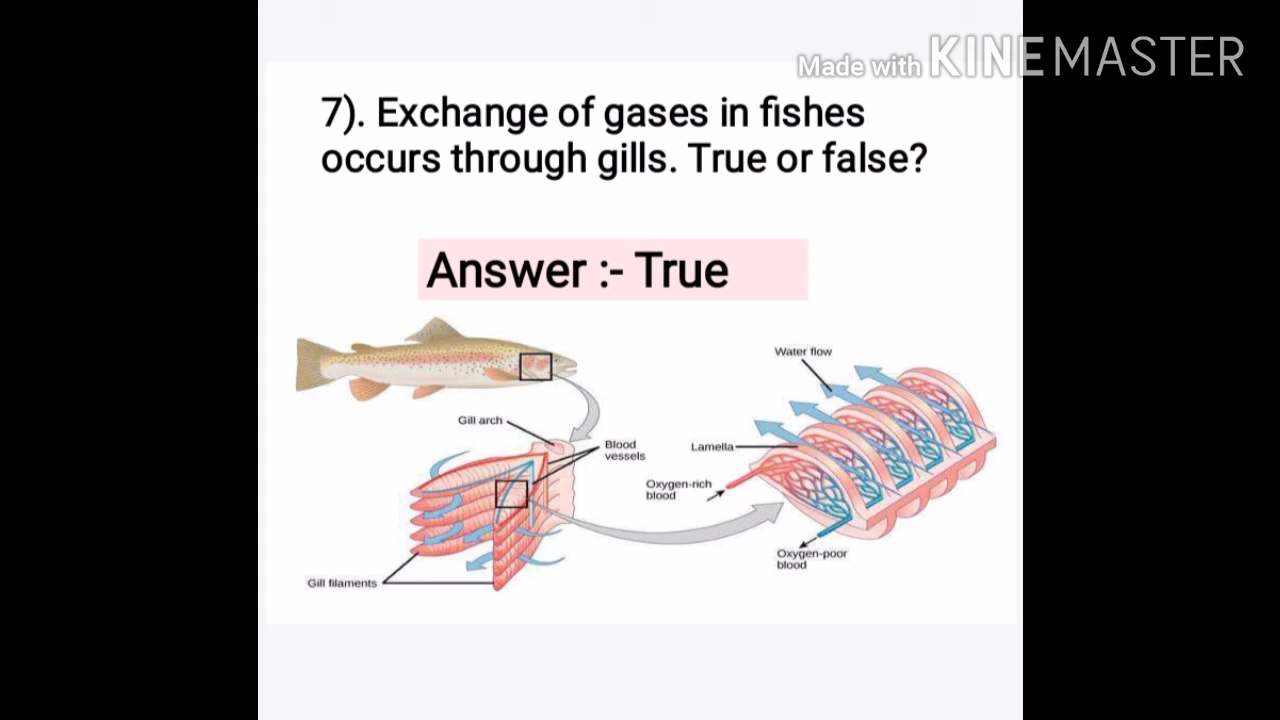 Made with KINEMASTER
7). Exchange of gases in fishes
occurs through gills. True or false?
Answer :- True
Water flow
Gill arch
Blood
vessels
Lamella
Oxygen-rich
blood
Oxygen-poor
blood
Gill filaments